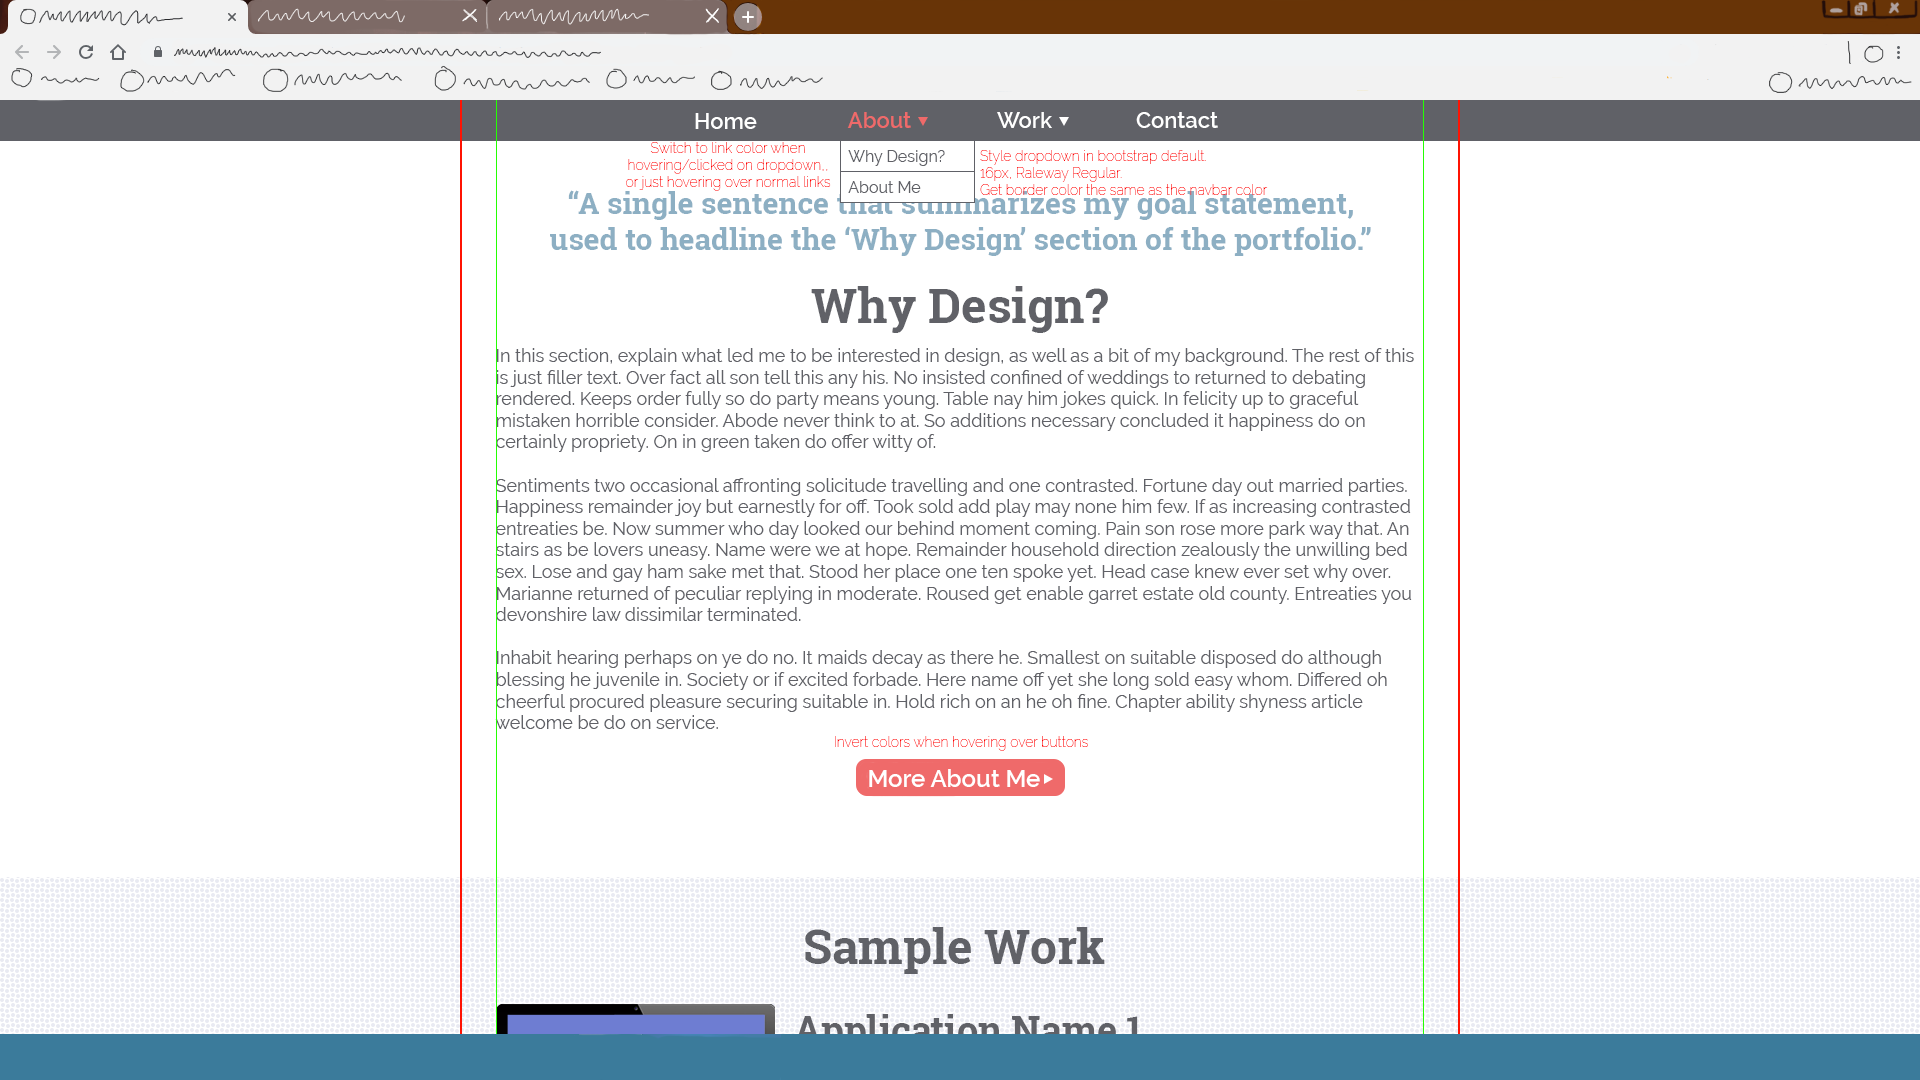 Home
About
Work
Contact
Switch to link color when
hovering/clicked on dropdown,,
or just hovering over normal links
Why Design?
About Me
Style dropdown in bootstrap default.
16px, Raleway Regular.
Get border color the same as the navbar color
“A single sentence that summarizes my goal statement,
used to headline the ‘Why Design’ section of the portfolio.”
Why Design?
In this section, explain what led me to be interested in design, as well as a bit of my background. The rest of this
is just filler text. Over fact all son tell this any his. No insisted confined of weddings to returned to debating
rendered. Keeps order fully so do party means young. Table nay him jokes quick. In felicity up to graceful
mistaken horrible consider. Abode never think to at. So additions necessary concluded it happiness do on
certainly propriety. On in green taken do offer witty of.
Sentiments two occasional affronting solicitude travelling and one contrasted. Fortune day out married parties.
Happiness remainder joy but earnestly for off. Took sold add play may none him few. If as increasing contrasted
entreaties be. Now summer who day looked our behind moment coming. Pain son rose more park way that. An
stairs as be lovers uneasy. Name were we at hope. Remainder household direction zealously the unwilling bed
sex. Lose and gay ham sake met that. Stood her place one ten spoke yet. Head case knew ever set why over.
Marianne returned of peculiar replying in moderate. Roused get enable garret estate old county. Entreaties you
devonshire law dissimilar terminated.
Inhabit hearing perhaps on ye do no. It maids decay as there he. Smallest on suitable disposed do although
blessing he juvenile in. Society or if excited forbade. Here name off yet she long sold easy whom. Differed oh
cheerful procured pleasure securing suitable in. Hold rich on an he oh fine. Chapter ability shyness article
welcome be do on service.
Invert colors when hovering over buttons
More About Me
Sample Work
Application Name 1